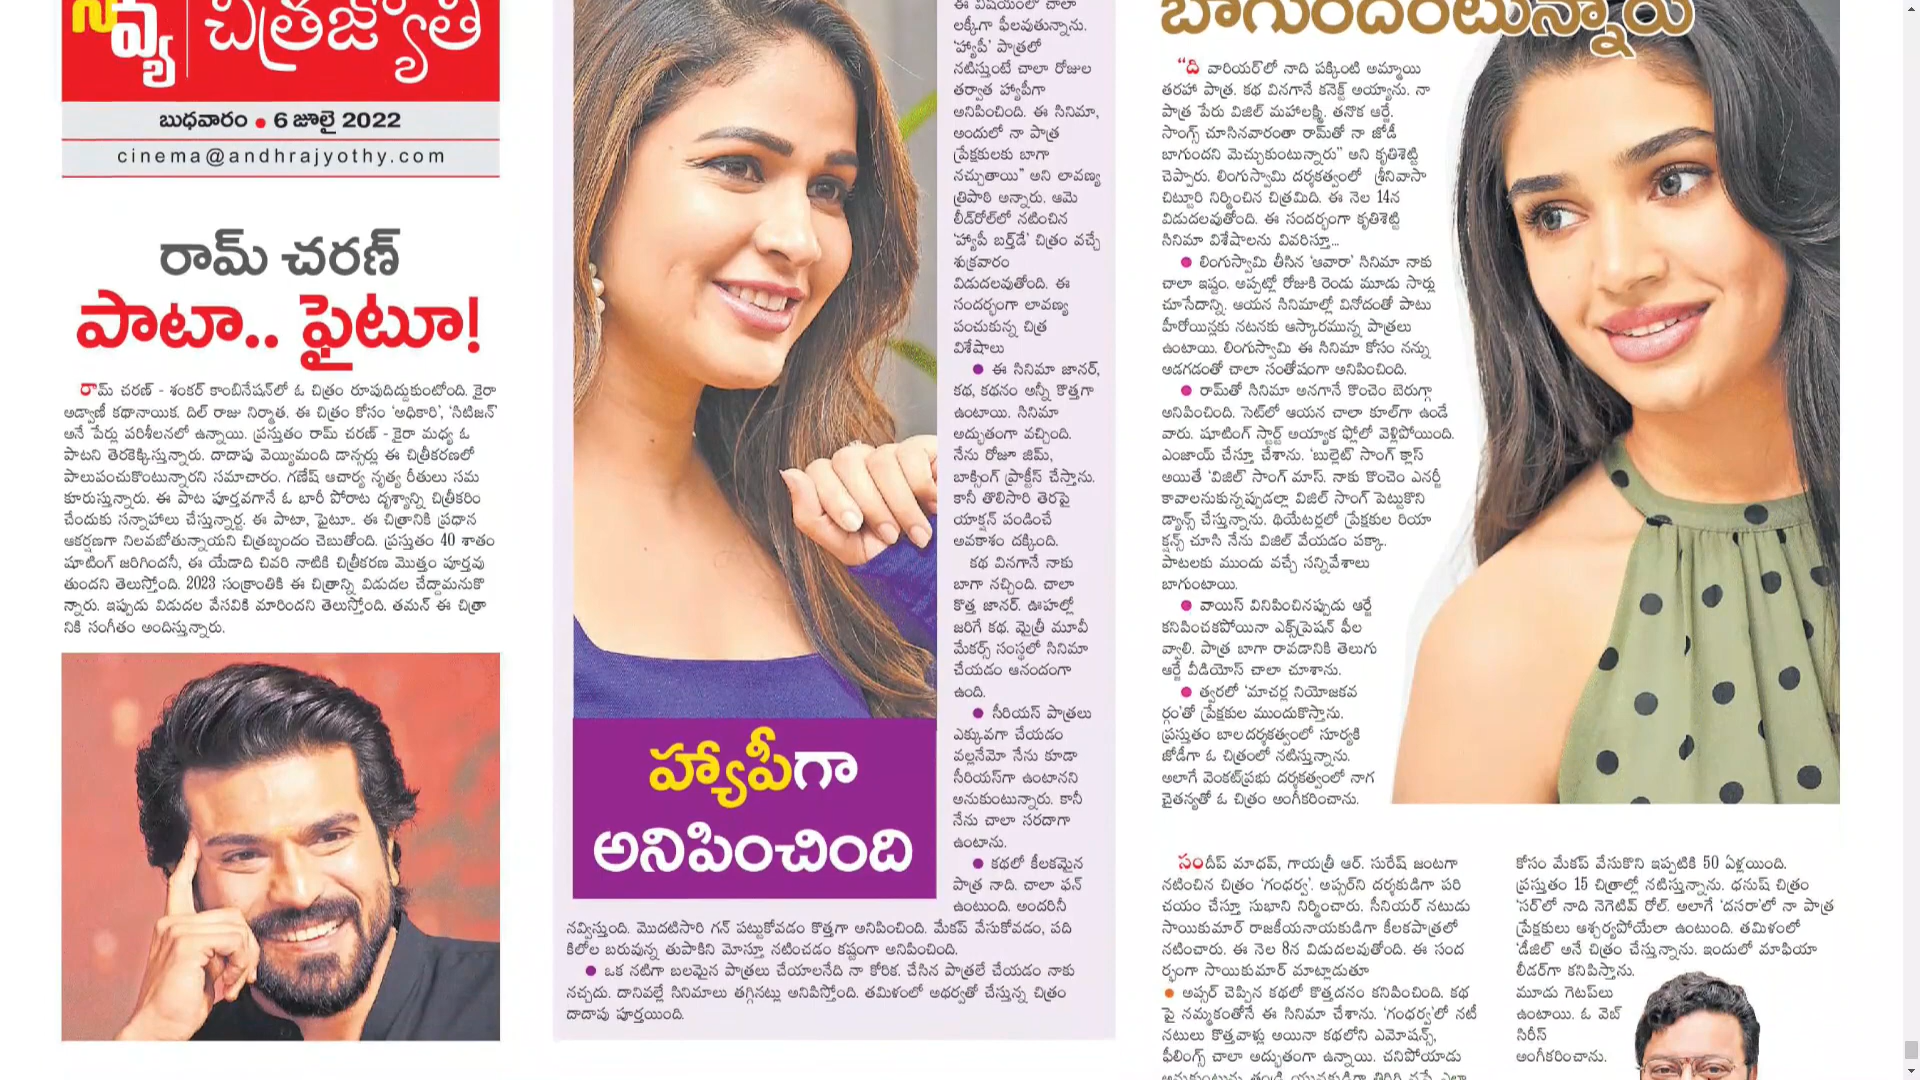 నవ్య చిత్రజ్యోతి
బుధవారం • 6 జూలై 2022
cinema@andhrajyothy.com
రామ్ చరణ్
పాటా.. ఫైటూ!
రామ్ చరణ్ - శంకర్ కాంబినేషన్‌లో ఓ చిత్రం రూపుదిద్దుకుంటోంది. కైరా
అడ్వాణీ కథానాయిక. దిల్ రాజు నిర్మాత. ఈ చిత్రం కోసం ‘అధికారి’, ‘సిటిజన్’
అనే పేర్లు పరిశీలనలో ఉన్నాయి. ప్రస్తుతం రామ్ చరణ్ - కైరా మధ్య ఓ
పాటని తెరకెక్కిస్తున్నారు. దాదాపు వెయ్యిమంది డాన్సర్లు ఈ చిత్రీకరణలో
పాలుపంచుకొంటున్నారని సమాచారం. గణేష్ ఆచార్య నృత్య రీతులు సమ
కూరుస్తున్నారు. ఈ పాట పూర్తవగానే ఓ భారీ పోరాట దృశ్యాన్ని చిత్రీకరిం
చేందుకు సన్నాహాలు చేస్తున్నార్ట. ఈ పాటా, ఫైటూ.. ఈ చిత్రానికి ప్రధాన
ఆకర్షణగా నిలవబోతున్నాయని చిత్రబృందం చెబుతోంది. ప్రస్తుతం 40 శాతం
షూటింగ్ జరిగిందనీ, ఈ యేడాది చివరి నాటికి చిత్రీకరణ మొత్తం పూర్తవు
తుందని తెలుస్తోంది. 2023 సంక్రాంతికి ఈ చిత్రాన్ని విడుదల చేద్దామనుకొ
న్నారు. ఇప్పుడు విడుదల వేసవికి మారిందని తెలుస్తోంది. తమన్ ఈ చిత్రా
నికి సంగీతం అందిస్తున్నారు.
ఈ విషయంలో చాలా
లక్కీగా ఫీలవుతున్నాను.
‘హ్యాపీ’ పాత్రలో
నటిస్తుంటే చాలా రోజుల
తర్వాత హ్యాపీగా
అనిపించింది. ఈ సినిమా,
అందులో నా పాత్ర
ప్రేక్షకులకు బాగా
నచ్చుతాయి” అని లావణ్య
త్రిపాఠి అన్నారు. ఆమె
లీడ్‌రోల్‌లో నటించిన
‘హ్యాపీ బర్త్‌డే’ చిత్రం వచ్చే
శుక్రవారం
విడుదలవుతోంది. ఈ
సందర్భంగా లావణ్య
పంచుకున్న చిత్ర
విశేషాలు
● ఈ సినిమా జానర్,
కథ, కథనం అన్నీ కొత్తగా
ఉంటాయి. సినిమా
అద్భుతంగా వచ్చింది.
నేను రోజూ జిమ్,
బాక్సింగ్ ప్రాక్టీస్ చేస్తాను.
కానీ తొలిసారి తెరపై
యాక్షన్ పండించే
అవకాశం దక్కింది.
కథ వినగానే నాకు
బాగా నచ్చింది. చాలా
కొత్త జానర్. ఊహల్లో
జరిగే కథ. మైత్రీ మూవీ
మేకర్స్ సంస్థలో సినిమా
చేయడం ఆనందంగా
ఉంది.
● సీరియస్ పాత్రలు
ఎక్కువగా చేయడం
వల్లనేమో నేను కూడా
సీరియస్‌గా ఉంటానని
అనుకుంటున్నారు. కానీ
నేను చాలా సరదాగా
ఉంటాను.
● కథలో కీలకమైన
పాత్ర నాది. చాలా ఫన్
ఉంటుంది. అందరినీ
హ్యాపీగా
అనిపించింది
నవ్విస్తుంది. మొదటిసారి గన్ పట్టుకోవడం కొత్తగా అనిపించింది. మేకప్ వేసుకోవడం, పది
కిలోల బరువున్న తుపాకిని మోస్తూ నటించడం కష్టంగా అనిపించింది.
● ఒక నటిగా బలమైన పాత్రలు చేయాలనేది నా కోరిక. చేసిన పాత్రలే చేయడం నాకు
నచ్చదు. దానివల్లే సినిమాలు తగ్గినట్లు అనిపిస్తోంది. తమిళంలో అథర్వతో చేస్తున్న చిత్రం
దాదాపు పూర్తయింది.
బాగుందంటున్నారు
“ది వారియర్‌లో నాది పక్కింటి అమ్మాయి
తరహా పాత్ర. కథ వినగానే కనెక్ట్ అయ్యాను. నా
పాత్ర పేరు విజిల్ మహాలక్ష్మి. తనొక ఆర్జే.
సాంగ్స్ చూసినవారంతా రామ్‌తో నా జోడీ
బాగుందని మెచ్చుకుంటున్నారు” అని కృతిశెట్టి
చెప్పారు. లింగుస్వామి దర్శకత్వంలో శ్రీనివాసా
చిట్టూరి నిర్మించిన చిత్రమిది. ఈ నెల 14న
విడుదలవుతోంది. ఈ సందర్భంగా కృతిశెట్టి
సినిమా విశేషాలను వివరిస్తూ...
● లింగుస్వామి తీసిన ‘ఆవారా’ సినిమా నాకు
చాలా ఇష్టం. అప్పట్లో రోజుకి రెండు మూడు సార్లు
చూసేదాన్ని. ఆయన సినిమాల్లో వినోదంతో పాటు
హీరోయిన్లకు నటనకు ఆస్కారమున్న పాత్రలు
ఉంటాయి. లింగుస్వామి ఈ సినిమా కోసం నన్ను
అడగడంతో చాలా సంతోషంగా అనిపించింది.
● రామ్‌తో సినిమా అనగానే కొంచెం బెరుగ్గా
అనిపించింది. సెట్‌లో ఆయన చాలా కూల్‌గా ఉండే
వారు. షూటింగ్ స్టార్ట్ అయ్యాక ఫ్లోలో వెళ్లిపోయింది.
ఎంజాయ్ చేస్తూ చేశాను. ‘బుల్లెట్’ సాంగ్ క్లాస్
అయితే ‘విజిల్’ సాంగ్ మాస్. నాకు కొంచెం ఎనర్జీ
కావాలనుకున్నప్పుడల్లా విజిల్ సాంగ్ పెట్టుకొని
డ్యాన్స్ చేస్తున్నాను. థియేటర్లలో ప్రేక్షకుల రియా
క్షన్స్ చూసి నేను విజిల్ వేయడం పక్కా.
పాటలకు ముందు వచ్చే సన్నివేశాలు
బాగుంటాయి.
● వాయిస్ వినిపించినప్పుడు ఆర్జే
కనిపించకపోయినా ఎక్స్‌ప్రెషన్ ఫీల
వ్వాలి. పాత్ర బాగా రావడానికి తెలుగు
ఆర్జే వీడియోస్ చాలా చూశాను.
● త్వరలో ‘మాచర్ల నియోజకవ
ర్గం’తో ప్రేక్షకుల ముందుకొస్తాను.
ప్రస్తుతం బాల దర్శకత్వంలో సూర్యకి
జోడీగా ఓ చిత్రంలో నటిస్తున్నాను.
అలాగే వెంకట్‌ప్రభు దర్శకత్వంలో నాగ
చైతన్యతో ఓ చిత్రం అంగీకరించాను.
సందీప్ మాధవ్, గాయత్రీ ఆర్. సురేష్ జంటగా
నటించిన చిత్రం ‘గంధర్వ’. అప్సర్‌ని దర్శకుడిగా పరి
చయం చేస్తూ సుభాని నిర్మించారు. సీనియర్ నటుడు
సాయికుమార్ రాజకీయనాయకుడిగా కీలకపాత్రలో
నటించారు. ఈ నెల 8న విడుదలవుతోంది. ఈ సంద
ర్భంగా సాయికుమార్ మాట్లాడుతూ
● అప్సర్ చెప్పిన కథలో కొత్తదనం కనిపించింది. కథ
పై నమ్మకంతోనే ఈ సినిమా చేశాను. ‘గంధర్వ’లో నటీ
నటులు కొత్తవాళ్లు అయినా కథలోని ఎమోషన్స్,
ఫీలింగ్స్ చాలా అద్భుతంగా ఉన్నాయి. చనిపోయాడు
కోసం మేకప్ వేసుకొని ఇప్పటికి 50 ఏళ్లయింది.
ప్రస్తుతం 15 చిత్రాల్లో నటిస్తున్నాను. ధనుష్ చిత్రం
‘సర్’లో నాది నెగెటివ్ రోల్. అలాగే ‘దసరా’లో నా పాత్ర
ప్రేక్షకులు ఆశ్చర్యపోయేలా ఉంటుంది. తమిళంలో
‘డీజిల్’ అనే చిత్రం చేస్తున్నాను. ఇందులో మాఫియా
లీడర్‌గా కనిపిస్తాను.
మూడు గెటప్‌లు
ఉంటాయి. ఓ వెబ్
సిరీస్
అంగీకరించాను.